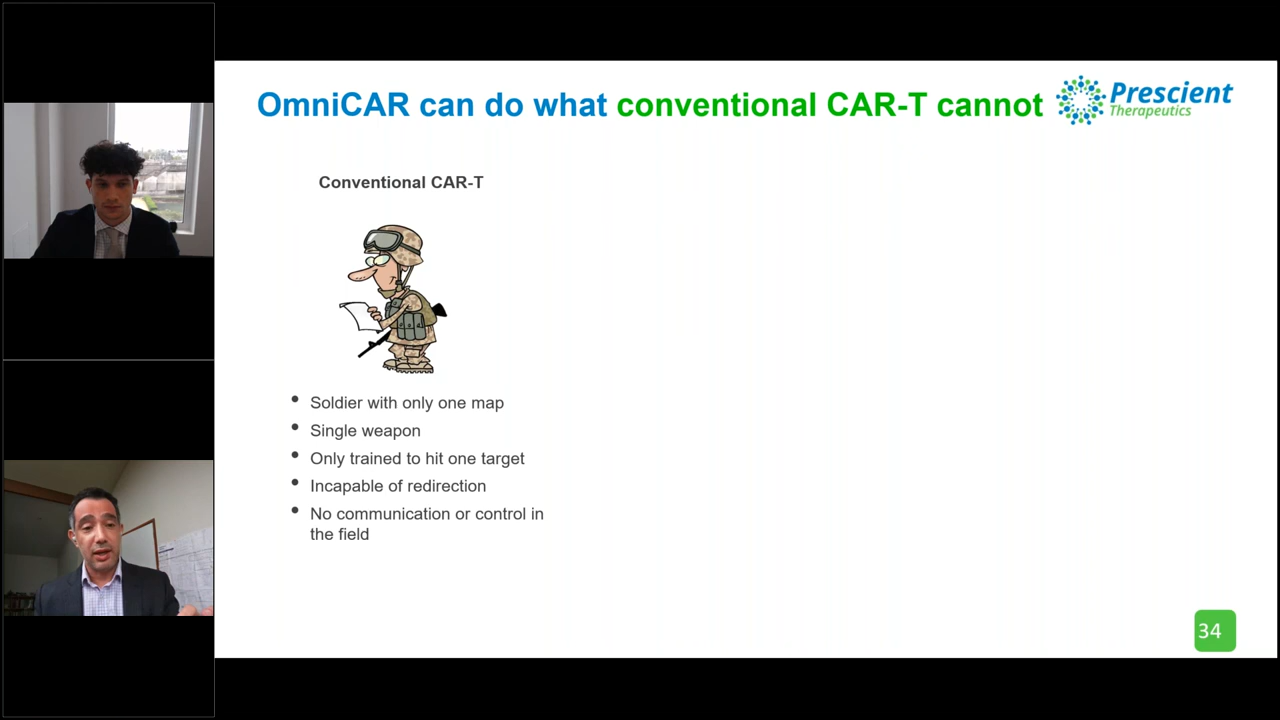 OmniCAR can do what conventional CAR-T cannot
Prescient
Therapeutics
Conventional CAR-T
• Soldier with only one map
• Single weapon
• Only trained to hit one target
• Incapable of redirection
• No communication or control in
the field
34